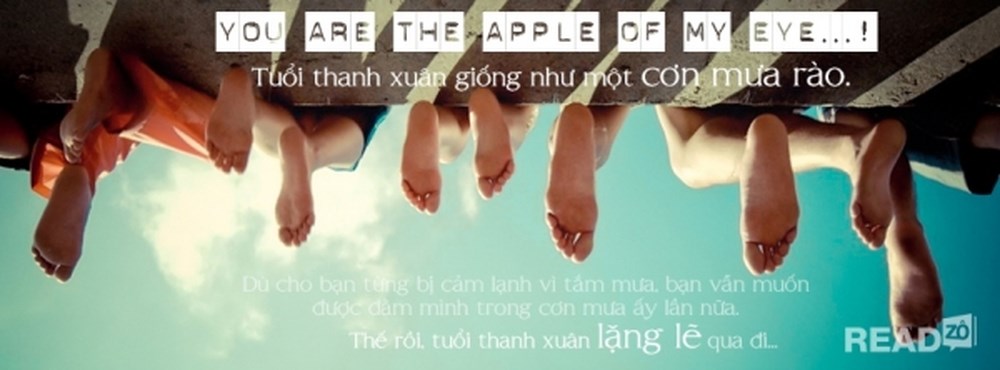 YOU ARE THE APPLE OF MY EYE...!
Tuổi thanh xuân giống như một cơn mưa rào.
Dù cho bạn từng bị cảm lạnh vì tắm mưa, bạn vẫn muốn
được đắm mình trong cơn mưa ấy lần nữa.
Thế rồi, tuổi thanh xuân lặng lẽ qua đi...
READZÔ